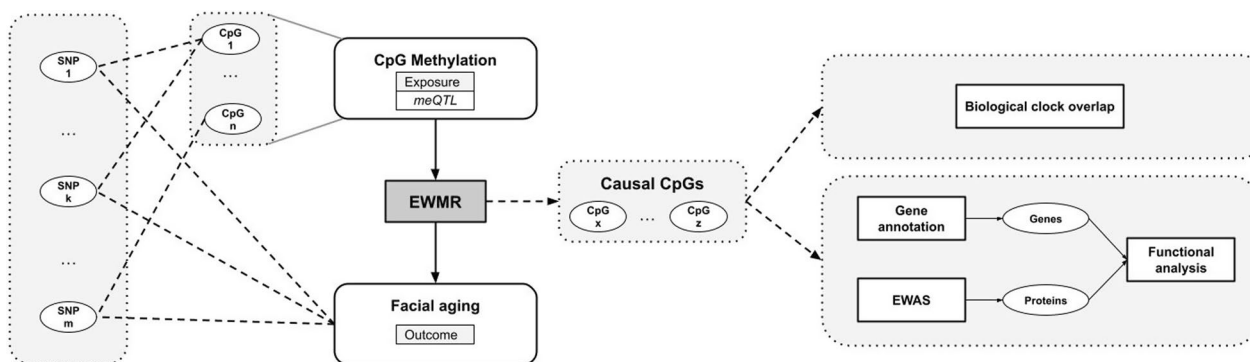 SNP
1
...
SNP
k
...
SNP
m
CpG
1
...
CpG
n
CpG Methylation
Exposure
meQTL
EWMR
Facial aging
Outcome
Causal CpGs
CpG
x
...
CpG
z
Biological clock overlap
Gene
annotation
Genes
EWAS
Proteins
Functional
analysis